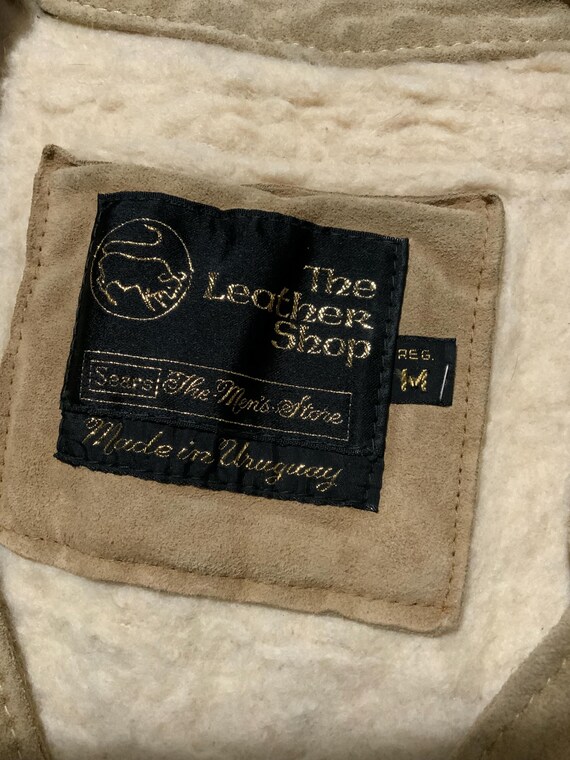 The
Leather
Shop
Sears The Men's Store
Made in Uruguay
REG.
M